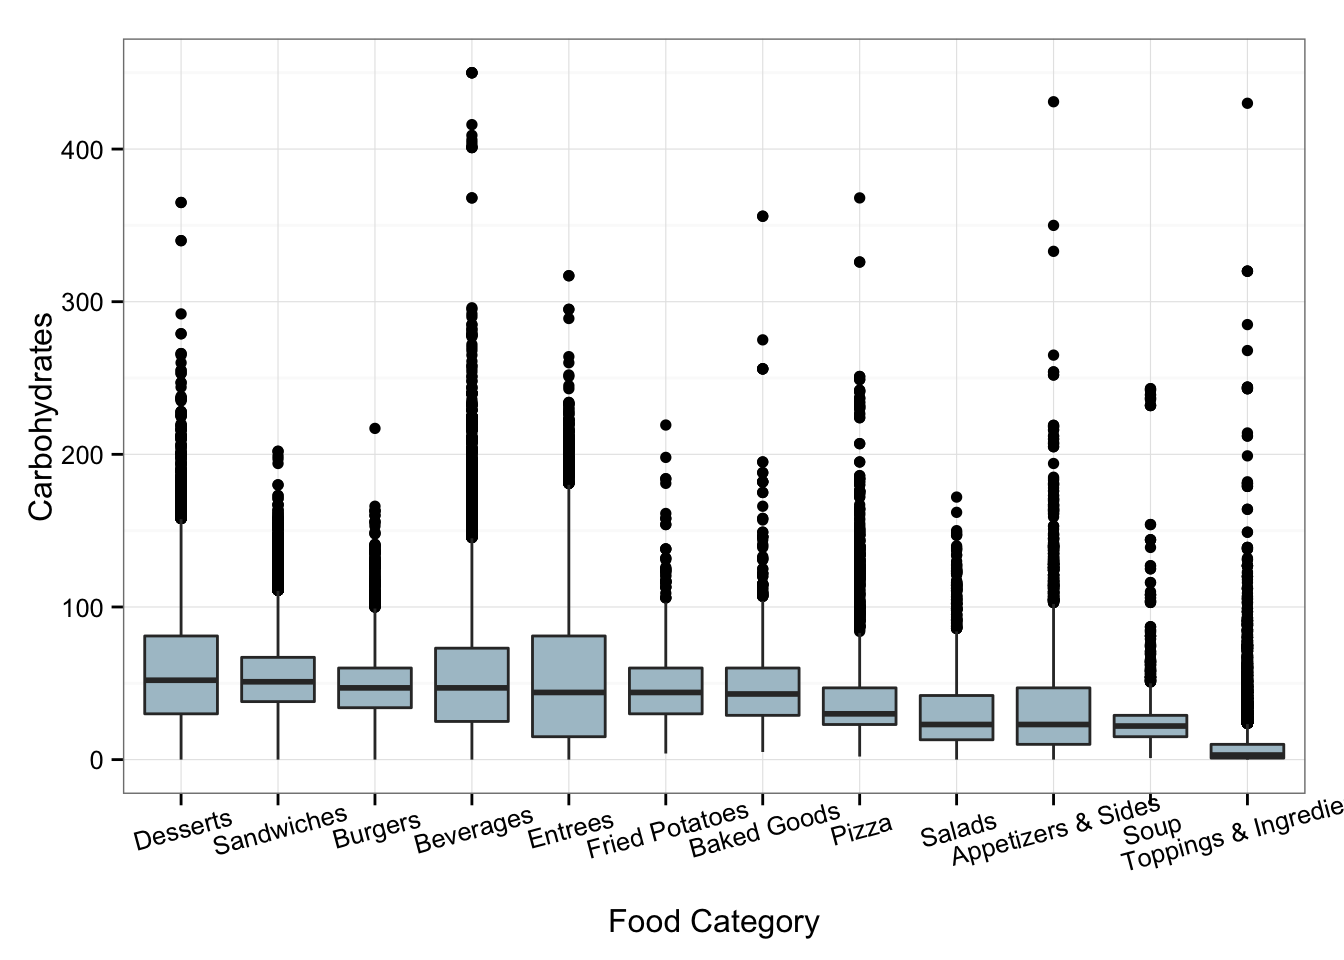 400
300
200
100
0
Carbohydrates
Desserts
Sandwiches
Burgers
Beverages
Entrees
Fried Potatoes
Baked Goods
Pizza
Salads
Appetizers & Sides
Soup
Toppings & Ingredie
Food Category